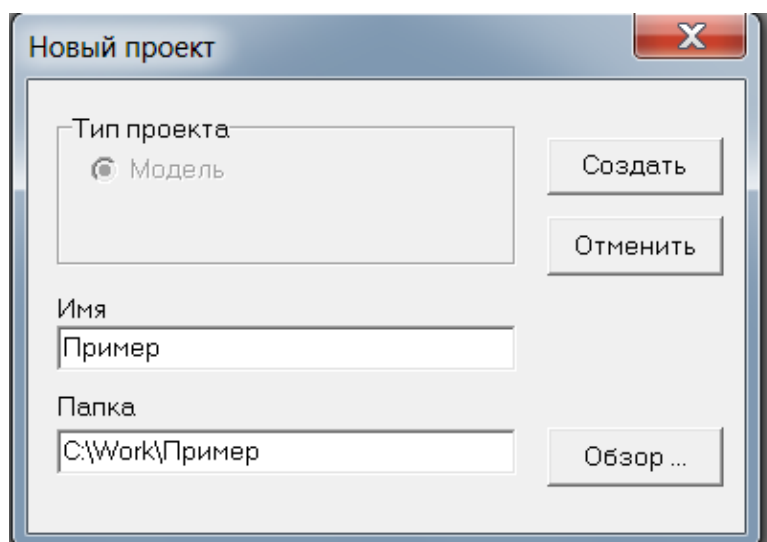 Новый проект
Тип проекта
Модель
Создать
Отменить
Имя
Пример
Папка
C:\Work\Пример
Обзор ...